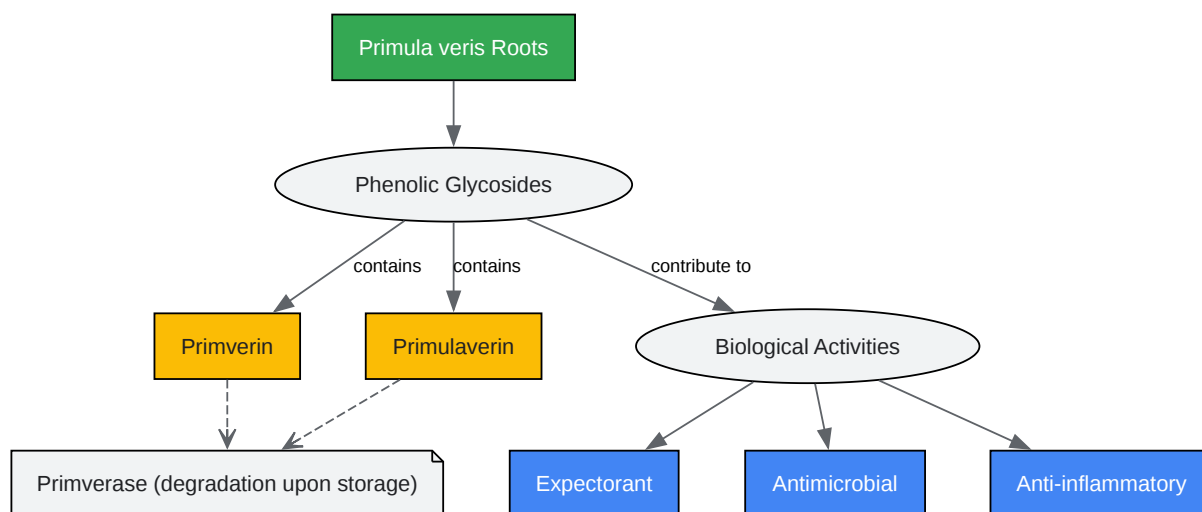 Primula veris Roots
Phenolic Glycosides
contains
contains
contribute to
Primverin
Primulaverin
Biological Activities
Primverase (degradation upon storage)
Expectorant
Antimicrobial
Anti-inflammatory